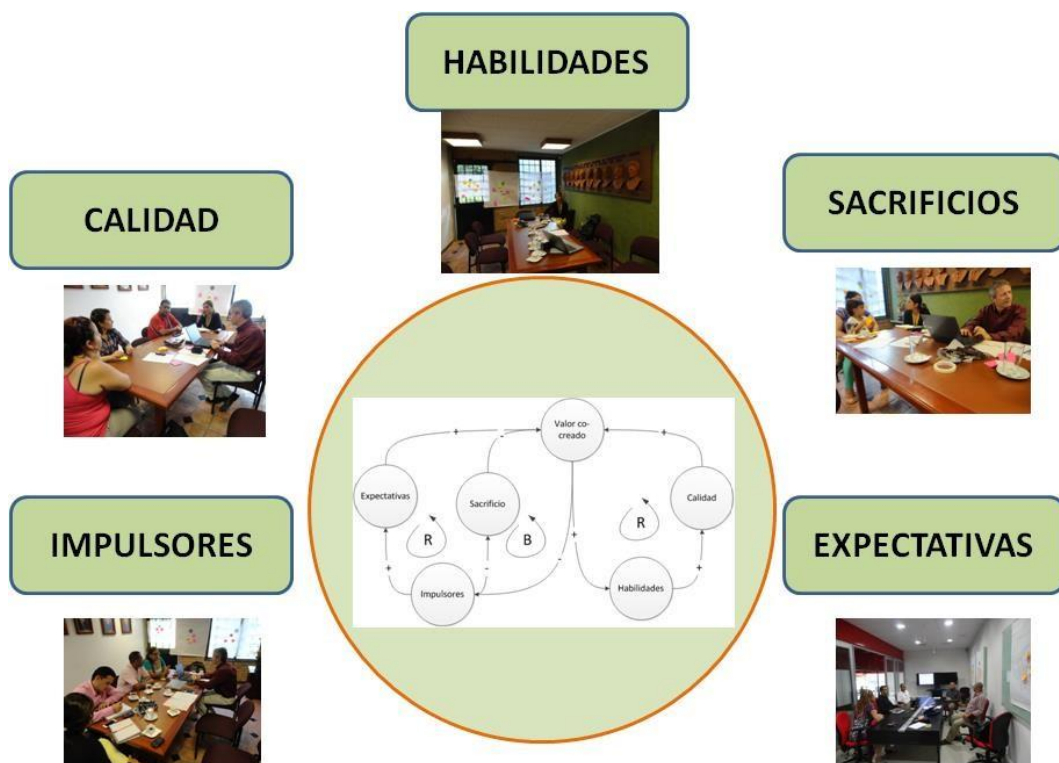 HABILIDADES
CALIDAD
SACRIFICIOS
IMPULSORES
EXPECTATIVAS
Valor co-
creado
+
-
+
Expectativas
Sacrificio
Calidad
R
B
R
+
-
-
+
+
Impulsores
Habilidades